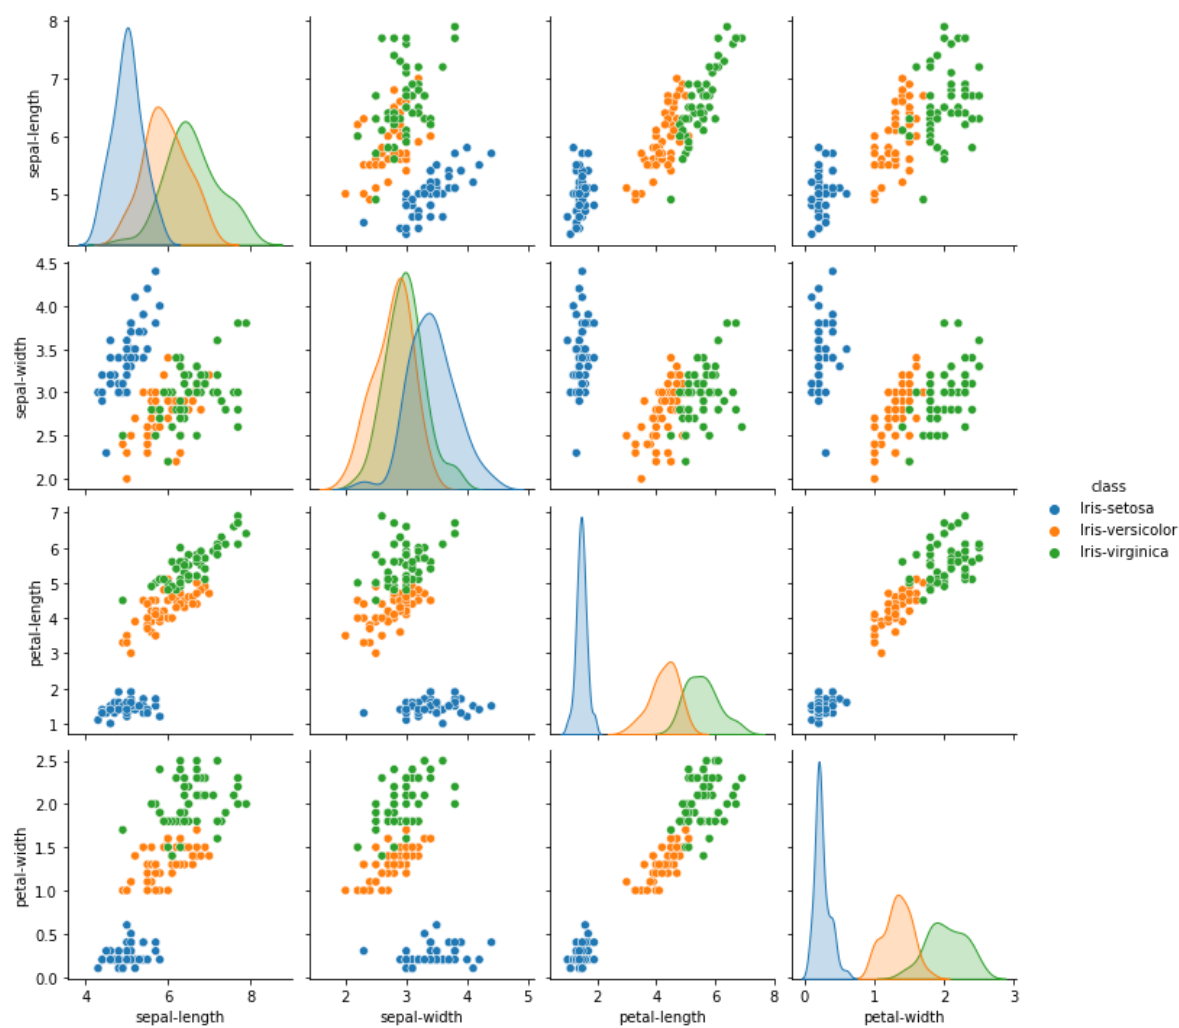 8
7
6
5
sepal-length
4.5
4.0
3.5
3.0
2.5
2.0
sepal-width
class
Iris-setosa
Iris-versicolor
Iris-virginica
7
6
5
4
3
2
1
petal-length
2.5
2.0
1.5
1.0
0.5
0.0
petal-width
4 6 8
sepal-length
2 3 4 5
sepal-width
2 4 6 8
petal-length
0 1 2 3
petal-width